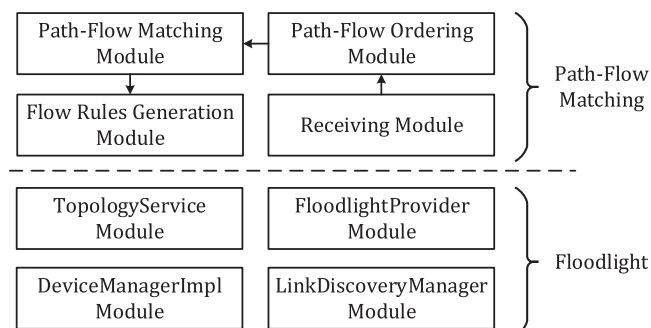 Path-Flow Matching
Module
Path-Flow Ordering
Module
Flow Rules Generation
Module
Receiving Module
Path-Flow
Matching
TopologyService
Module
FloodlightProvider
Module
DeviceManagerImpl
Module
LinkDiscoveryManager
Module
Floodlight